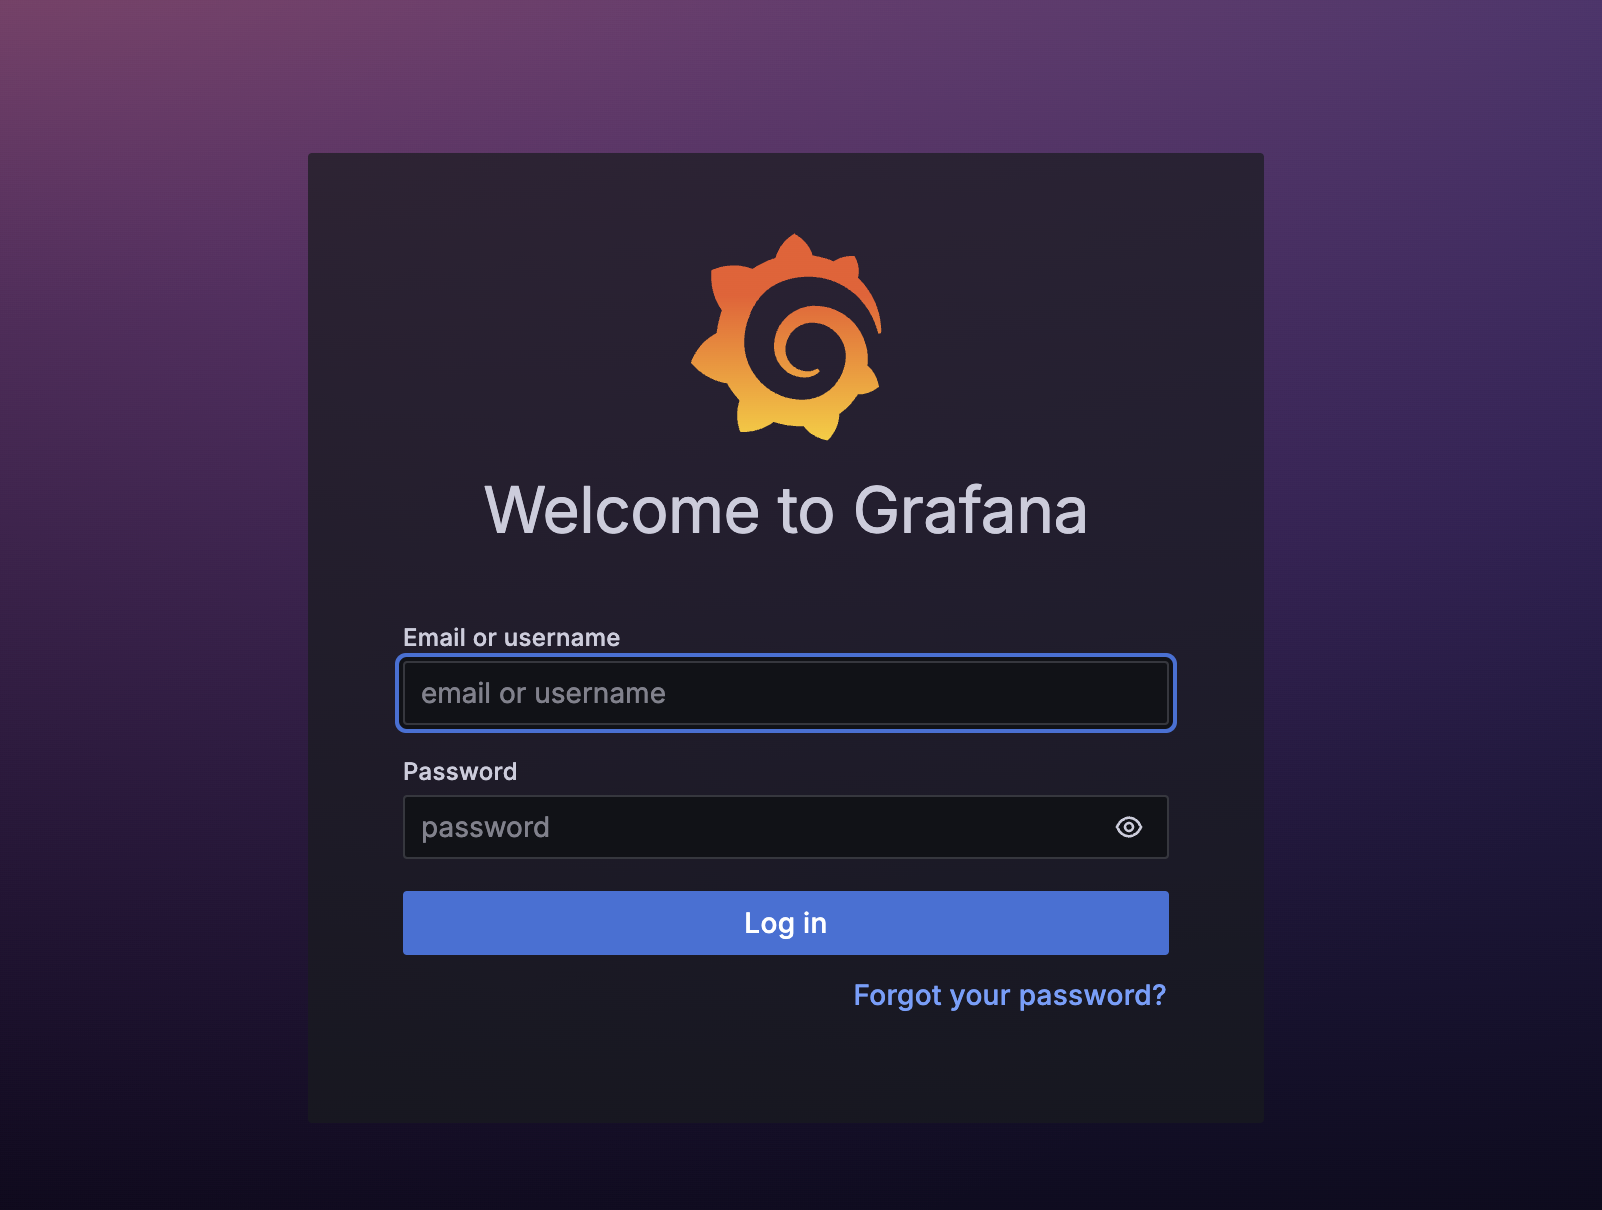 Welcome to Grafana
Email or username
email or username
Password
password
Log in
Forgot your password?